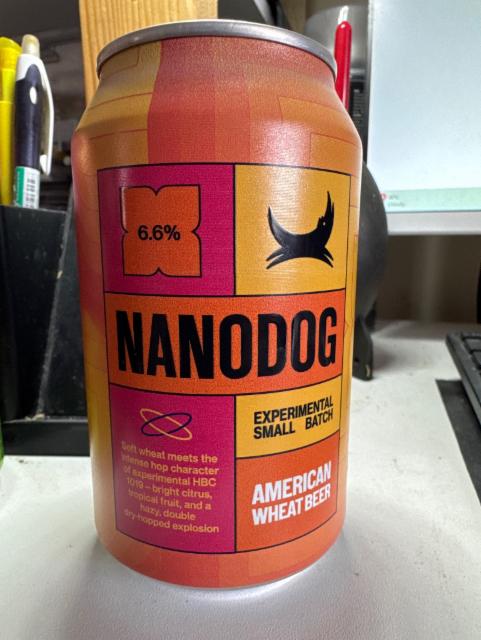 6.6%
NANODOG
Soft wheat meets the
intense hop character
of experimental HBC
1019 – bright citrus,
tropical fruit, and a
hazy, double
dry-hopped explosion
EXPERIMENTAL
SMALL BATCH
AMERICAN
WHEAT BEER